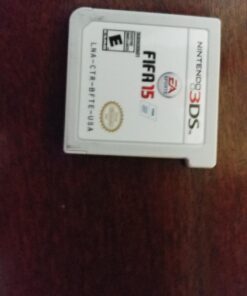 NINTENDO 3DS
EA
SPORTS
FIFA 15
E
LNA-CTR-BFTE-USA